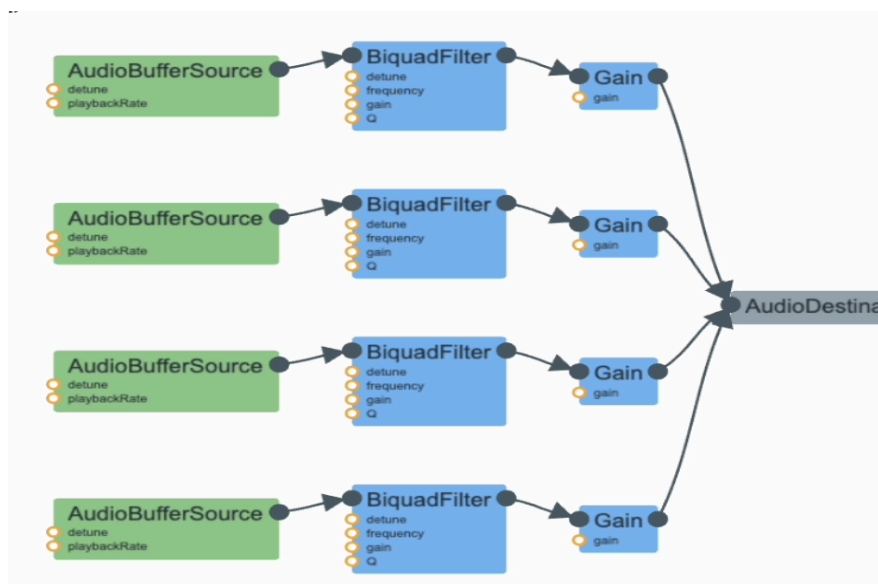 AudioBufferSource
detune
playbackRate
BiquadFilter
detune
frequency
gain
Q
Gain
gain
AudioBufferSource
detune
playbackRate
BiquadFilter
detune
frequency
gain
Q
Gain
gain
AudioDestina
AudioBufferSource
detune
playbackRate
BiquadFilter
detune
frequency
gain
Q
Gain
gain
AudioBufferSource
detune
playbackRate
BiquadFilter
detune
frequency
gain
Q
Gain
gain